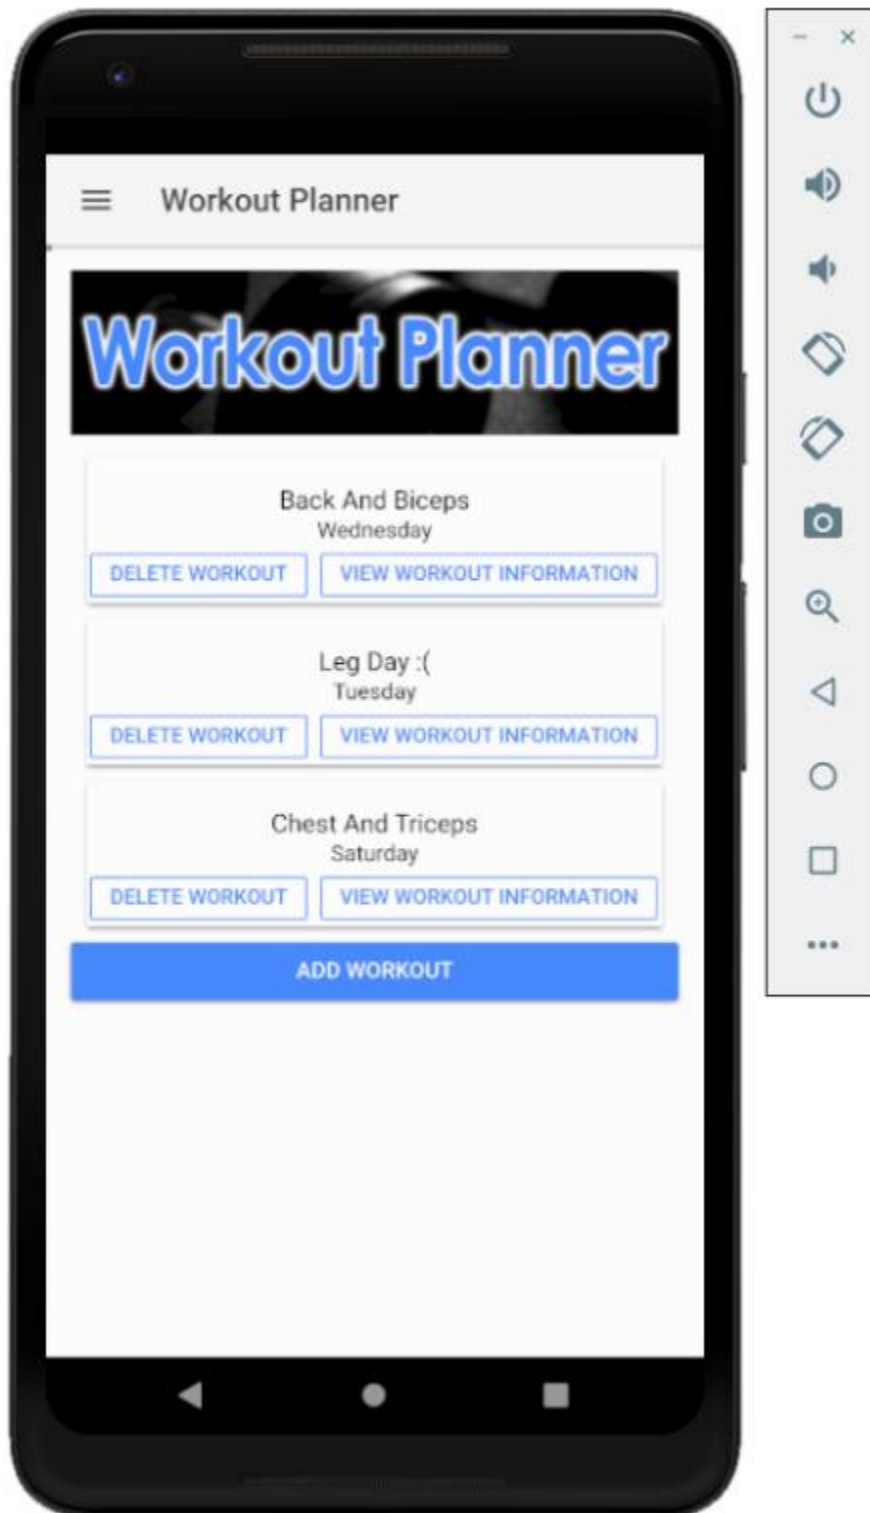 Workout Planner
Workout Planner
Back And Biceps
Wednesday
DELETE WORKOUT VIEW WORKOUT INFORMATION
Leg Day :(
Tuesday
DELETE WORKOUT VIEW WORKOUT INFORMATION
Chest And Triceps
Saturday
DELETE WORKOUT VIEW WORKOUT INFORMATION
ADD WORKOUT